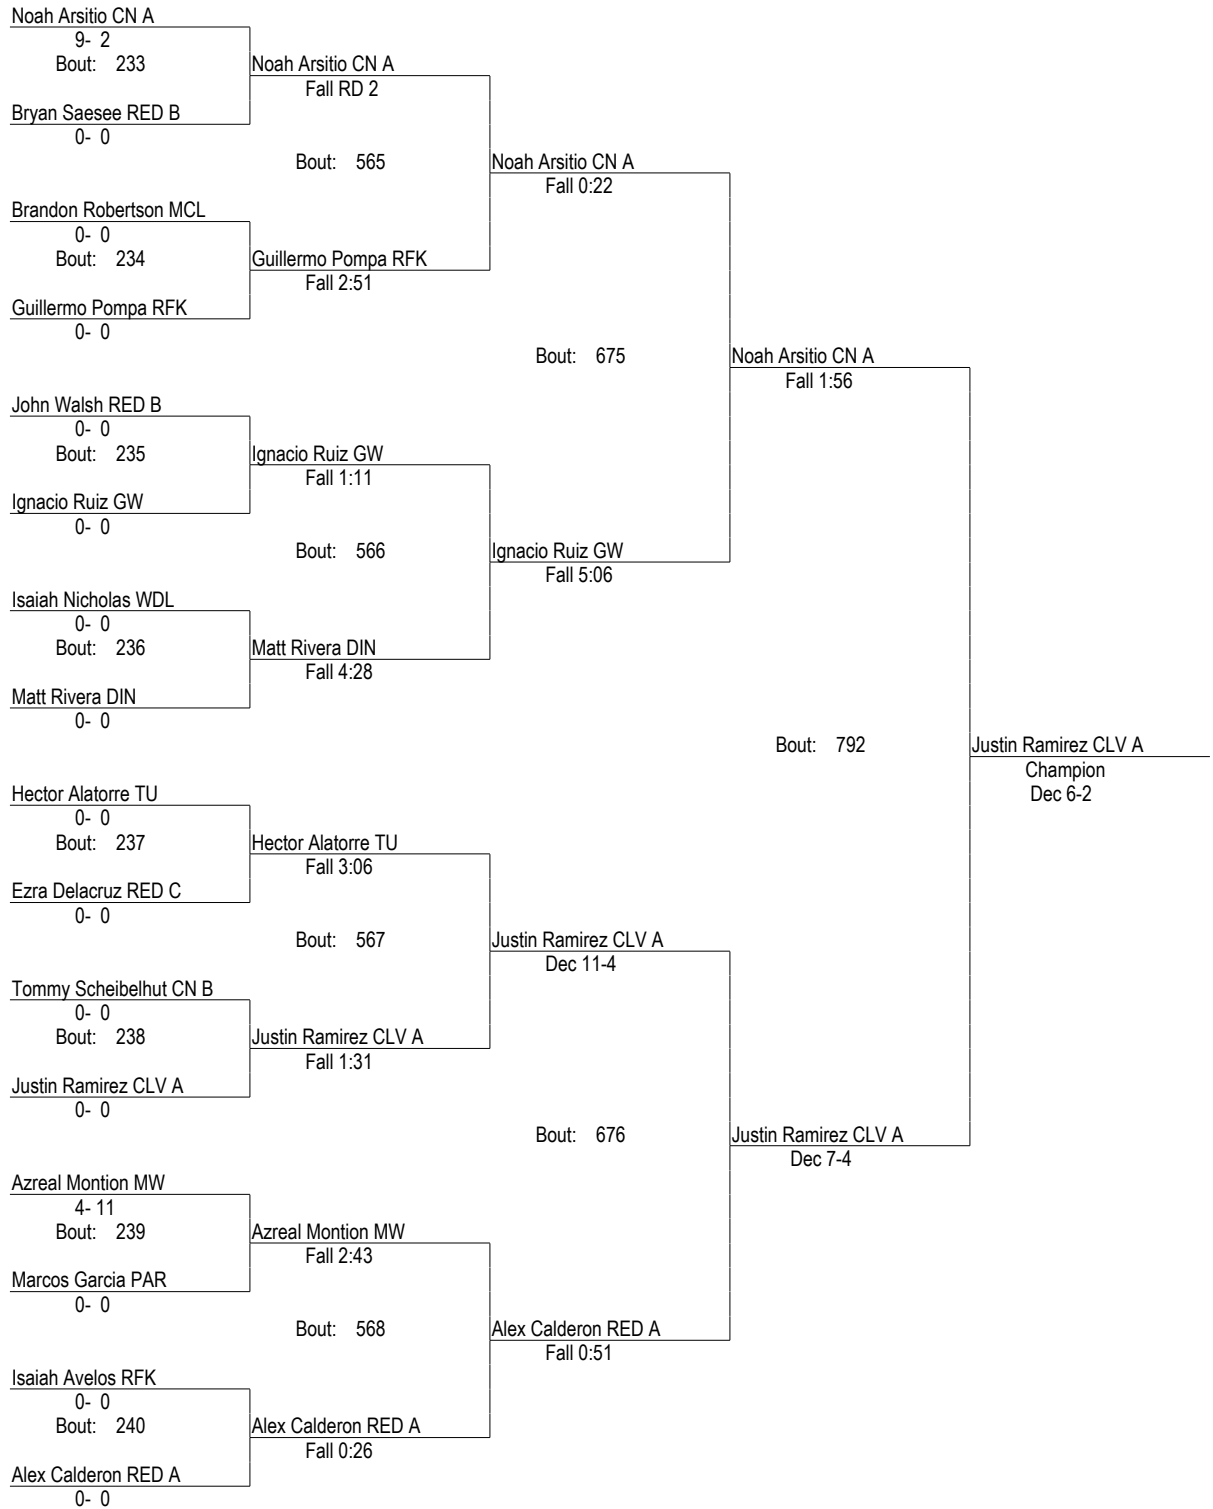 Noah Arsitio CN A
9- 2
Bout: 233
Noah Arsitio CN A
Fall RD 2
Bryan Saesee RED B
0- 0
Bout: 565
Noah Arsitio CN A
Fall 0:22
Brandon Robertson MCL
0- 0
Bout: 234
Guillermo Pompa RFK
Fall 2:51
Guillermo Pompa RFK
0- 0
Bout: 675
Noah Arsitio CN A
Fall 1:56
John Walsh RED B
0- 0
Bout: 235
Ignacio Ruiz GW
Fall 1:11
Ignacio Ruiz GW
0- 0
Bout: 566
Ignacio Ruiz GW
Fall 5:06
Isaiah Nicholas WDL
0- 0
Bout: 236
Matt Rivera DIN
Fall 4:28
Matt Rivera DIN
0- 0
Bout: 792
Justin Ramirez CLV A
Champion
Dec 6-2
Hector Alatorre TU
0- 0
Bout: 237
Hector Alatorre TU
Fall 3:06
Ezra Delacruz RED C
0- 0
Bout: 567
Justin Ramirez CLV A
Dec 11-4
Tommy Scheibelhut CN B
0- 0
Bout: 238
Justin Ramirez CLV A
Fall 1:31
Justin Ramirez CLV A
0- 0
Bout: 676
Justin Ramirez CLV A
Dec 7-4
Azreal Montion MW
4- 11
Bout: 239
Azreal Montion MW
Fall 2:43
Marcos Garcia PAR
0- 0
Bout: 568
Alex Calderon RED A
Fall 0:51
Isaiah Avelos RFK
0- 0
Bout: 240
Alex Calderon RED A
Fall 0:26
Alex Calderon RED A
0- 0